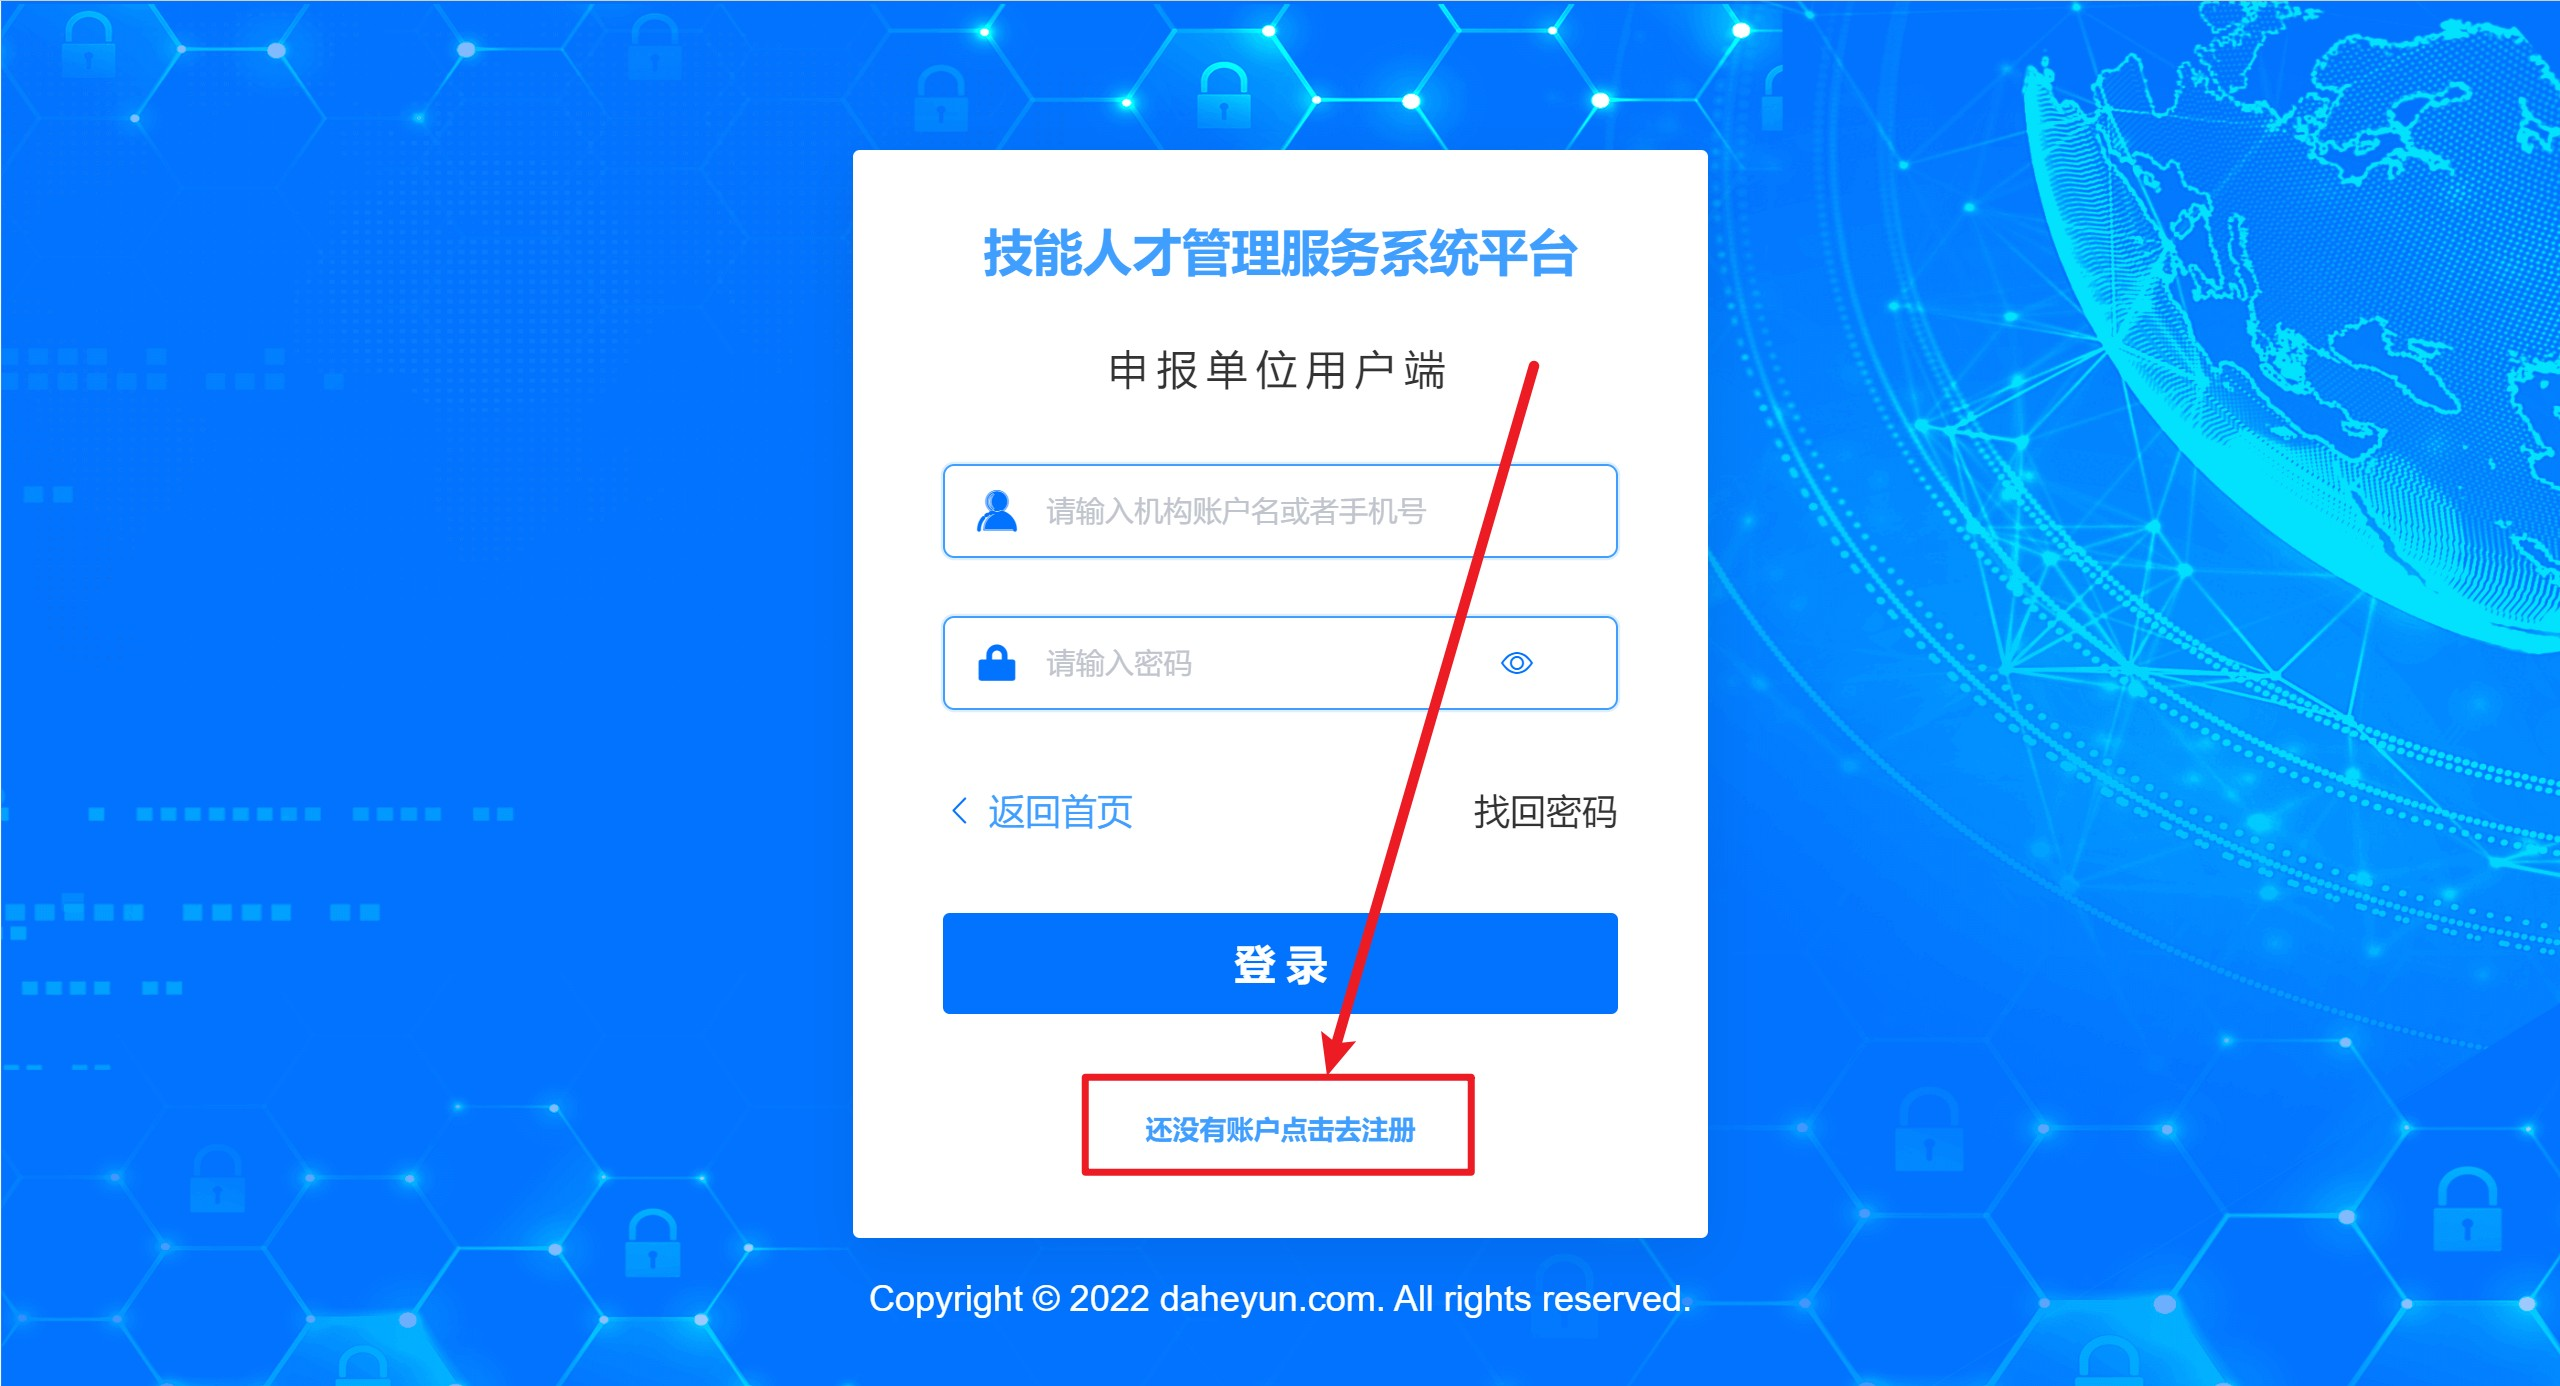 技能人才管理服务系统平台
申报单位用户端
请输入机构账户名或者手机号
请输入密码
返回首页 找回密码
登 录
还没有账户点击去注册
Copyright © 2022 daheyun.com. All rights reserved.